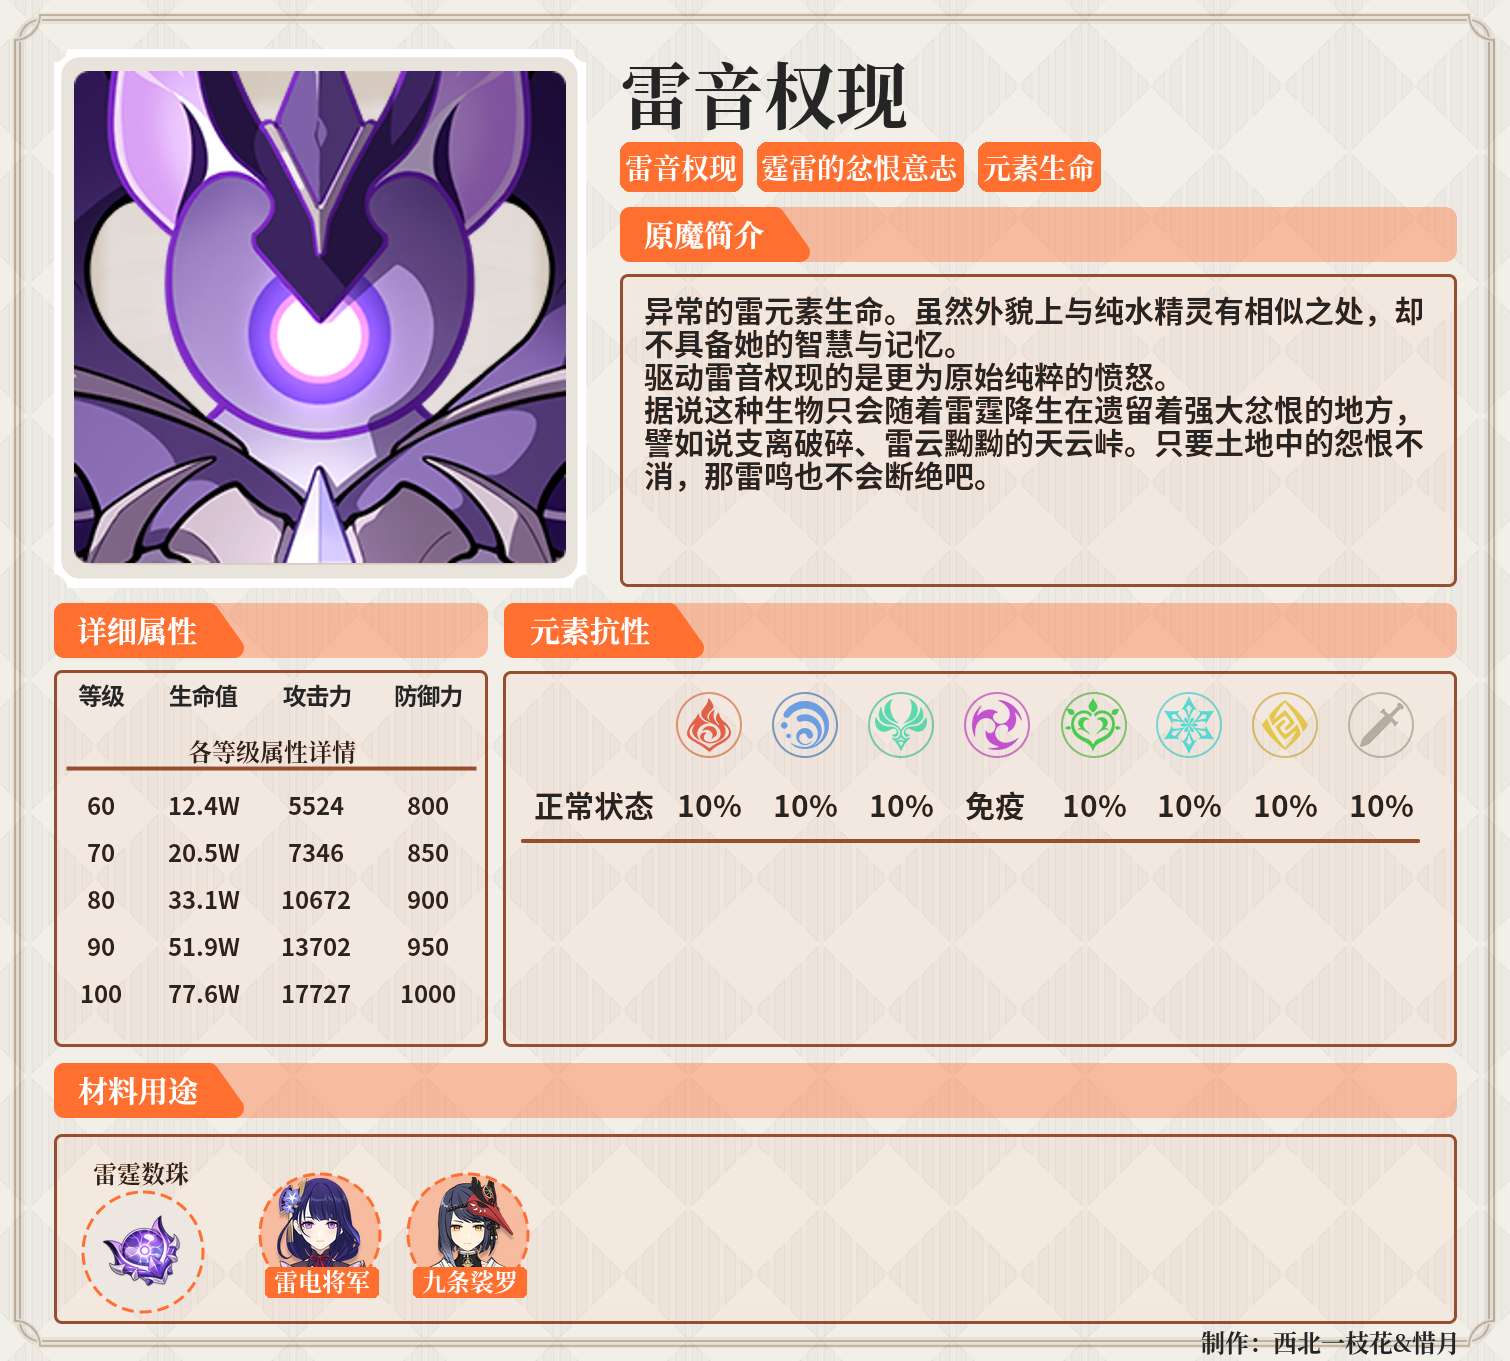 雷音权现
雷音权现 霆雷的忿恨意志 元素生命
原魔简介
异常的雷元素生命。虽然外貌上与纯水精灵有相似之处，却
不具备她的智慧与记忆。
驱动雷音权现的是更为原始纯粹的愤怒。
据说这种生物只会随着雷霆降生在遗留着强大忿恨的地方，
譬如说支离破碎、雷云黝黝的天云峠。只要土地中的怨恨不
消，那雷鸣也不会断绝吧。
详细属性
等级 生命值 攻击力 防御力
各等级属性详情
60 12.4W 5524 800
70 20.5W 7346 850
80 33.1W 10672 900
90 51.9W 13702 950
100 77.6W 17727 1000
元素抗性
正常状态 10% 10% 10% 免疫 10% 10% 10% 10%
材料用途
雷霆数珠
雷电将军 九条裟罗
制作：西北一枝花&惜月